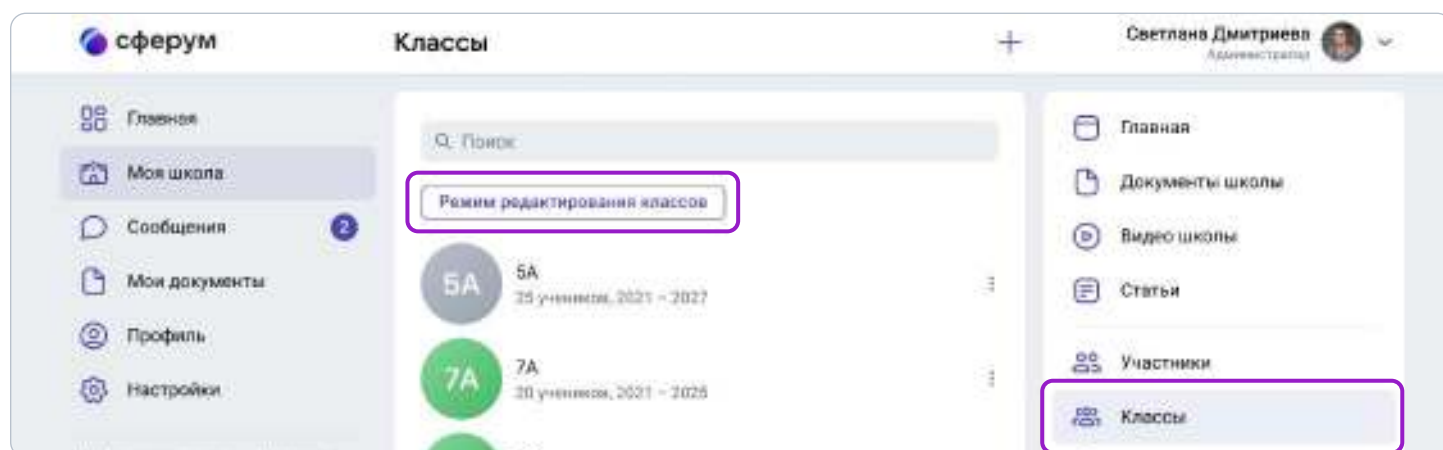 сферум
Классы
Светлана Дмитриева
Администратор
Главная
Моя школа
Сообщения
2
Мои документы
Профиль
Настройки
Поиск
Режим редактирования классов
5А
5А
25 учеников, 2021 – 2027
7А
7А
20 учеников, 2021 – 2025
Главная
Документы школы
Видео школы
Статьи
Участники
Классы